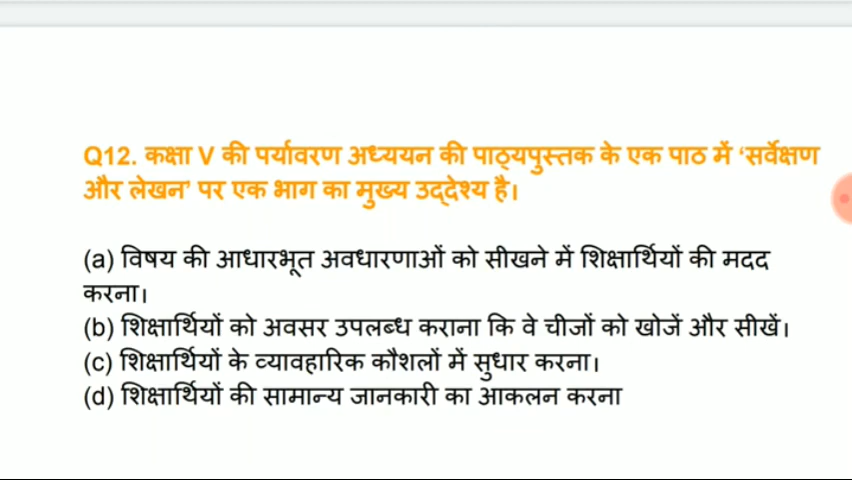 Q12. कक्षा V की पर्यावरण अध्ययन की पाठ्यपुस्तक के एक पाठ में 'सर्वेक्षण
और लेखन' पर एक भाग का मुख्य उद्देश्य है।
(a) विषय की आधारभूत अवधारणाओं को सीखने में शिक्षार्थियों की मदद
करना।
(b) शिक्षार्थियों को अवसर उपलब्ध कराना कि वे चीजों को खोजें और सीखें।
(c) शिक्षार्थियों के व्यावहारिक कौशलों में सुधार करना।
(d) शिक्षार्थियों की सामान्य जानकारी का आकलन करना